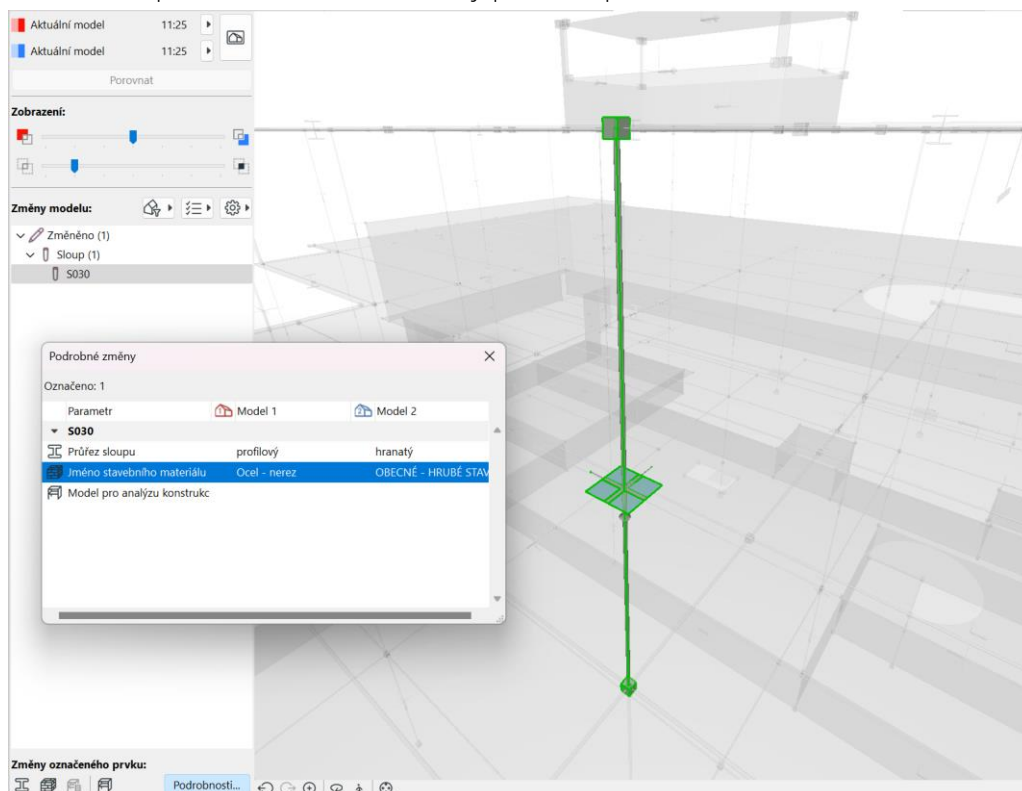 Aktuální model 11:25
Aktuální model 11:25
Porovnat
Zobrazení:
Změny modelu:
Změněno (1)
Sloup (1)
S030
Podrobné změny
Označeno: 1
Parametr Model 1 Model 2
S030
Průřez sloupu profilový hranatý
Jméno stavebního materiálu Ocel - nerez OBECNÉ - HRUBÉ STAV
Model pro analýzu konstrukc
Změny označeného prvku:
Podrobnosti...